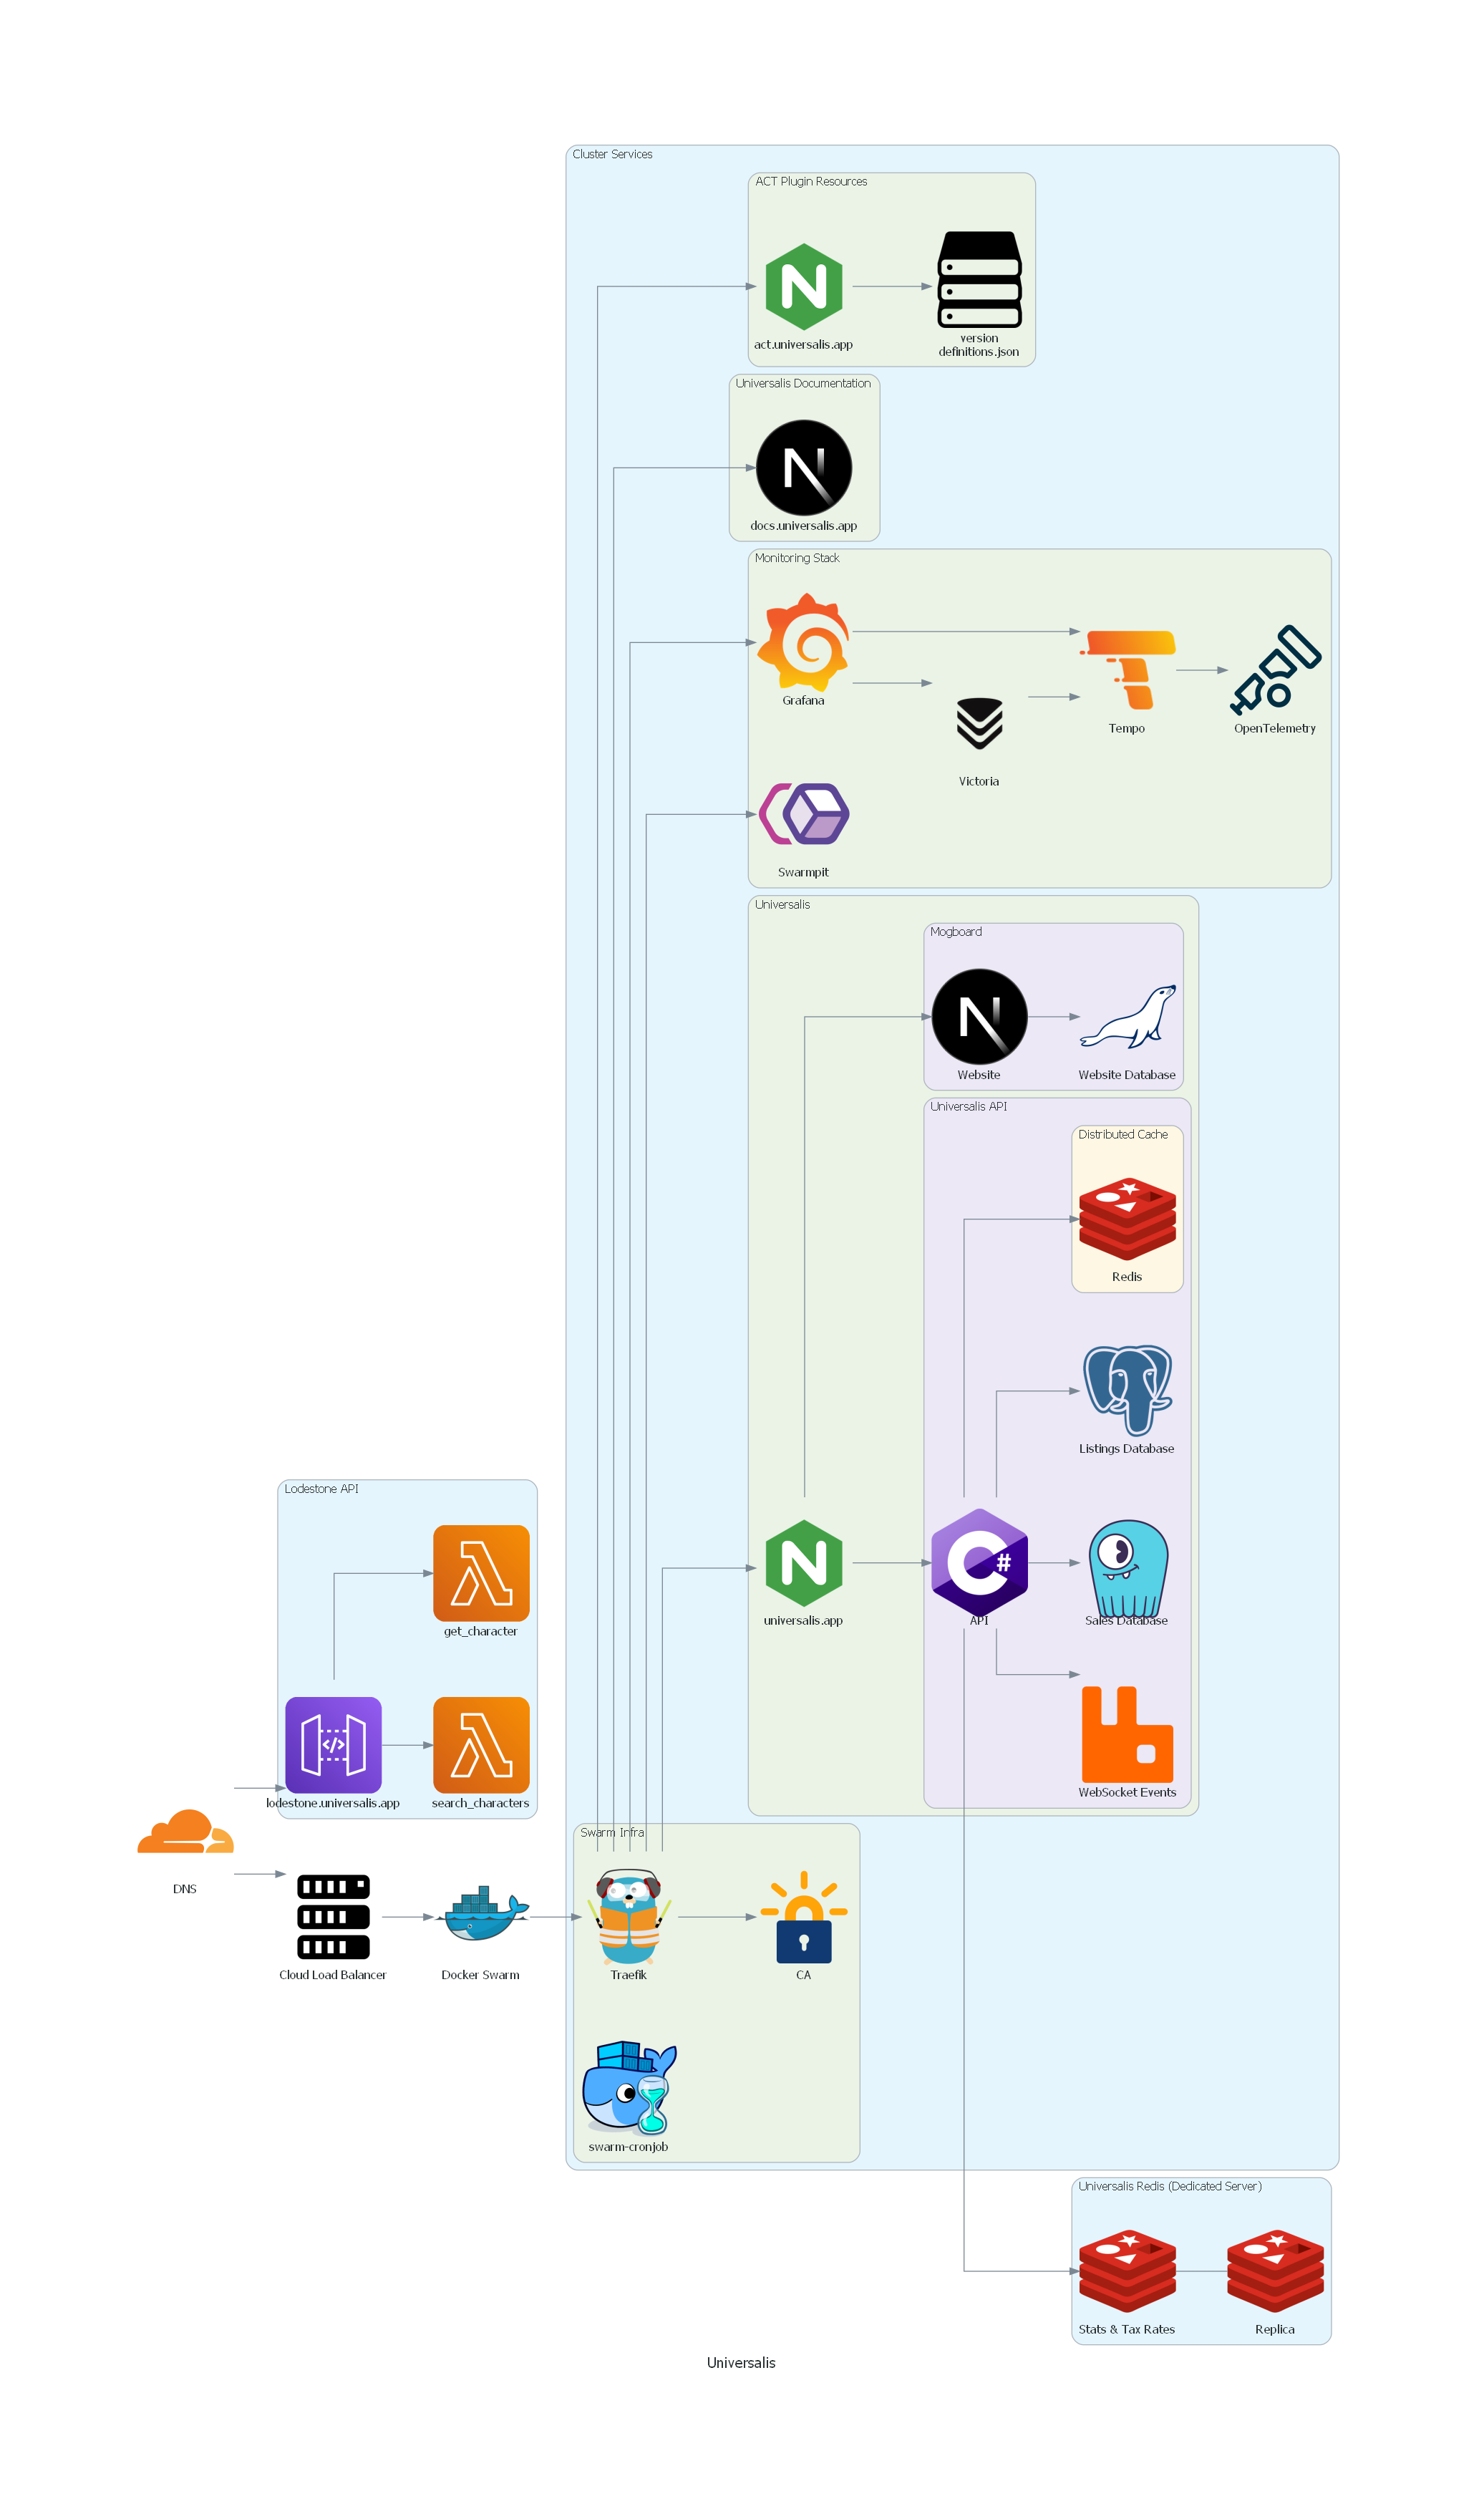 Cluster Services
ACT Plugin Resources
act.universalis.app
version
definitions.json
Universalis Documentation
docs.universalis.app
Monitoring Stack
Grafana
Victoria
Tempo
OpenTelemetry
Swarmpit
Universalis
Mogboard
Website
Website Database
Universalis API
Distributed Cache
Redis
Listings Database
universalis.app
API
Sales Database
WebSocket Events
Lodestone API
get_character
lodestone.universalis.app
search_characters
DNS
Cloud Load Balancer
Docker Swarm
Swarm Infra
Traefik
CA
swarm-cronjob
Universalis Redis (Dedicated Server)
Stats & Tax Rates
Replica
Universalis